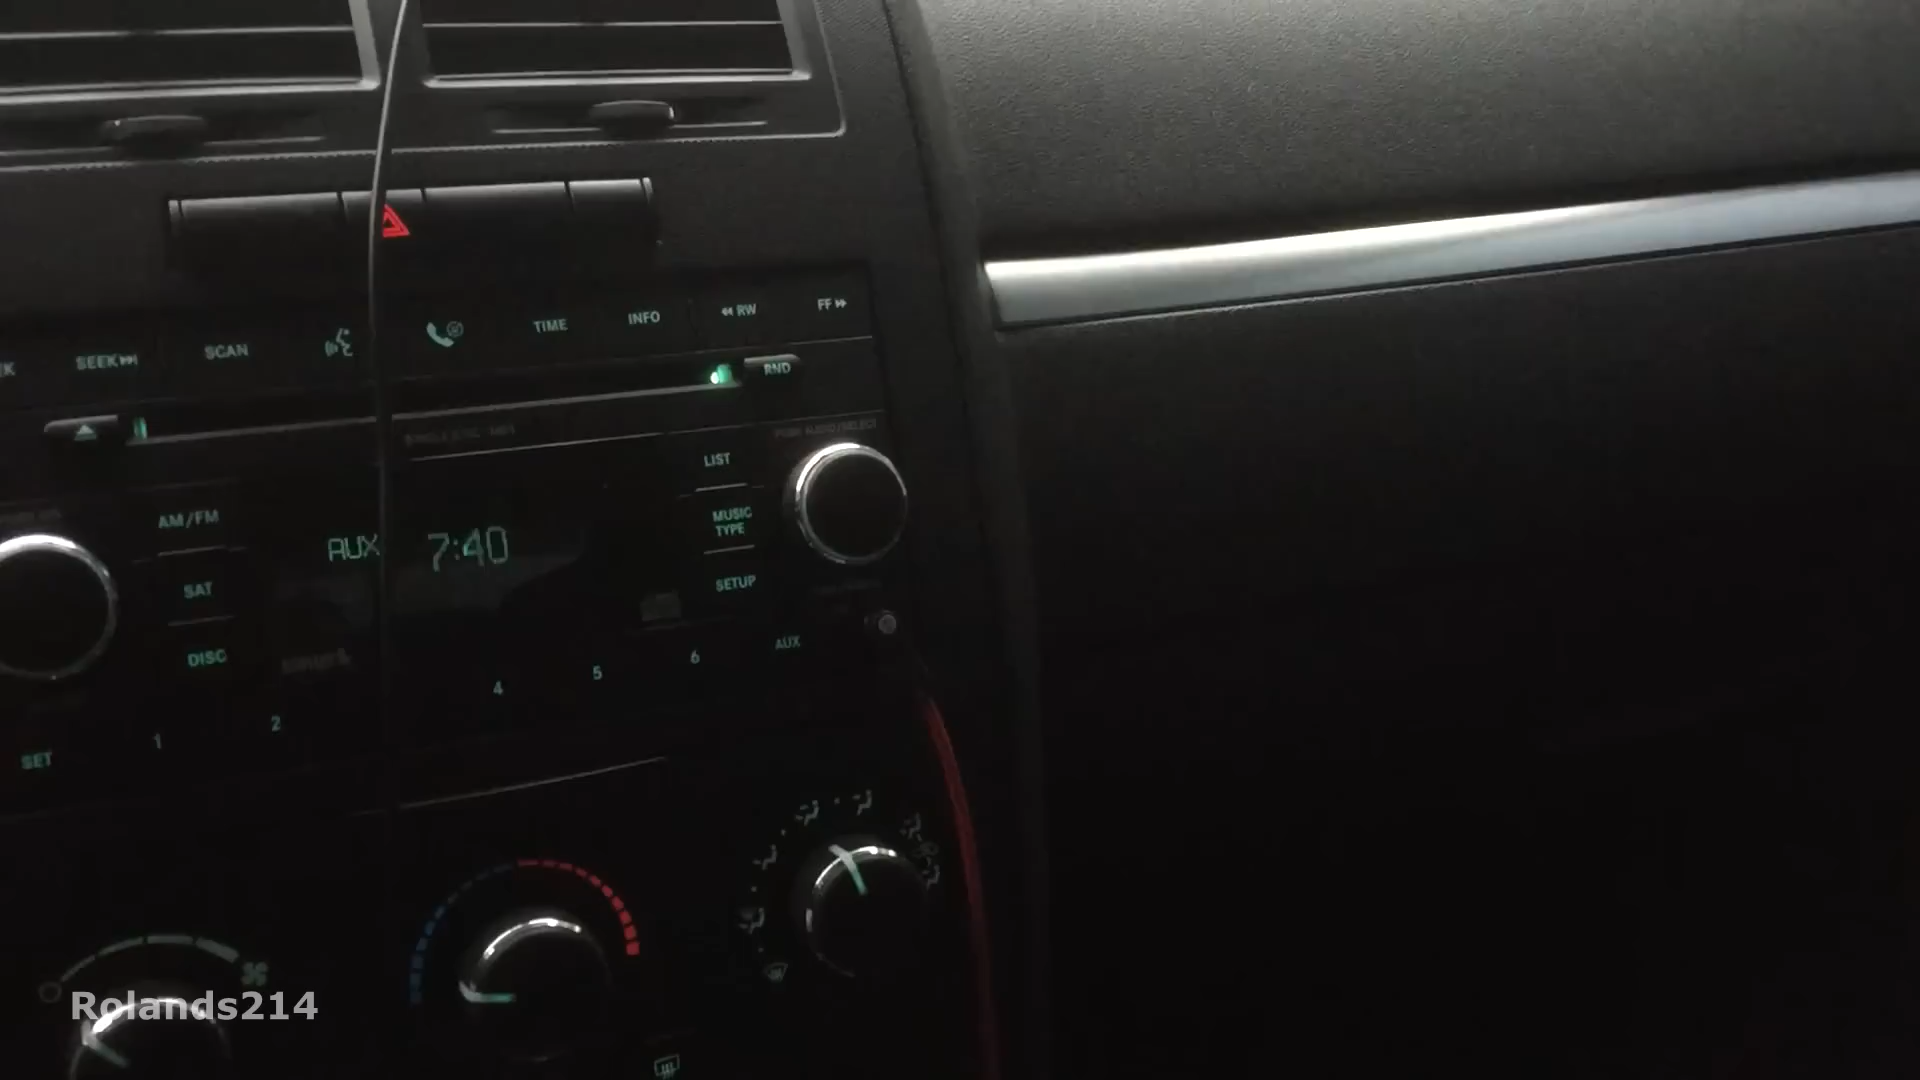 EK
SEEK
SCAN
TIME
INFO
RW
FF
RND
LIST
AM/FM
MUSIC
TYPE
AUX 7:40
SAT
SETUP
DISC
AUX
SET
1
2
4
5
6
Rolands214